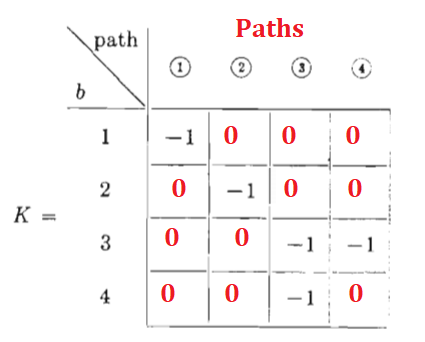 Paths
path
① ② ③ ④
b
1 −1 0 0 0
2 0 −1 0 0
K =
3 0 0 −1 −1
4 0 0 −1 0